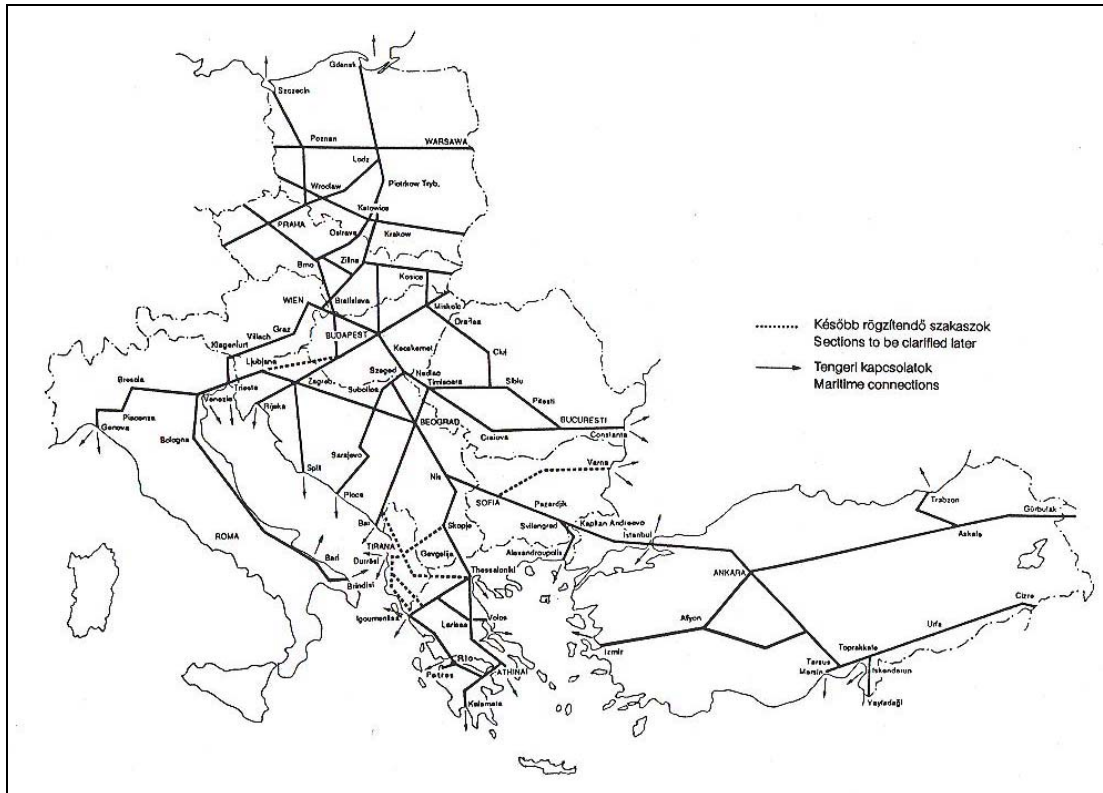 Gdansk
Szczecin
Poznan
WARSAWA
Lodz
Wroclaw
Piotrkow Tryb.
Katowice
PRAHA
Ostrava
Krakow
Brno
Zilina
Kosice
WIEN
Bratislava
Miskolc
Graz
Villach
BUDAPEST
Oradea
Klagenfurt
Kecskemet
Cluj
Ljubljana
Szeged
Nadlac
Brescia
Trieste
Zagreb
Subotica
Timisoara
Sibiu
Venezia
Rijeka
Piacenza
Pitesti
Genova
BEOGRAD
BUCURESTI
Bologna
Craiova
Constanta
Sarajevo
Split
Varna
Nis
Ploce
SOFIA
Pazardjk
Trabzon
Bar
Skopje
Svilengrad
Kapitan Andreevo
Gürbulak
ROMA
TIRANA
Istanbul
Askale
Bari
Durrësi
Gevgelija
Alexandroupolis
Brindisi
Thessaloniki
ANKARA
Cizre
Igoumenitsa
Larissa
Volos
Afyon
Urfa
Izmir
Toprakkale
Rio
Patras
ATHINAI
Tarsus
Mersin
Iskenderun
Kalamata
Yayladaği
Később rögzítendő szakaszok
Sections to be clarified later
Tengeri kapcsolatok
Maritime connections